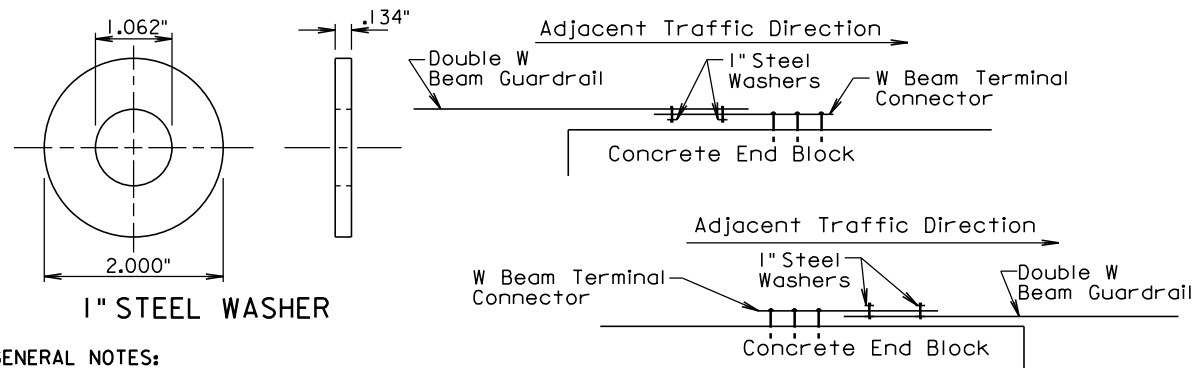 1.062"
.134"
2.000"
1" STEEL WASHER
Adjacent Traffic Direction
Double W
Beam Guardrail
1" Steel
Washers
W Beam Terminal
Connector
Concrete End Block
Adjacent Traffic Direction
W Beam Terminal
Connector
1" Steel
Washers
Double W
Beam Guardrail
Concrete End Block
ENERAL NOTES: